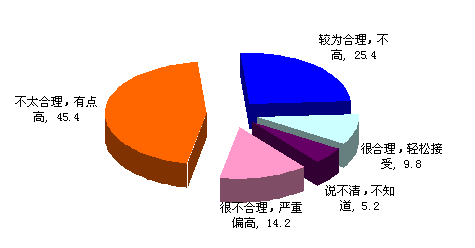 较为合理，不
高, 25.4
不太合理，有点
高, 45.4
很合理，轻松接
受, 9.8
说不清，不知
道, 5.2
很不合理，严重
偏高, 14.2